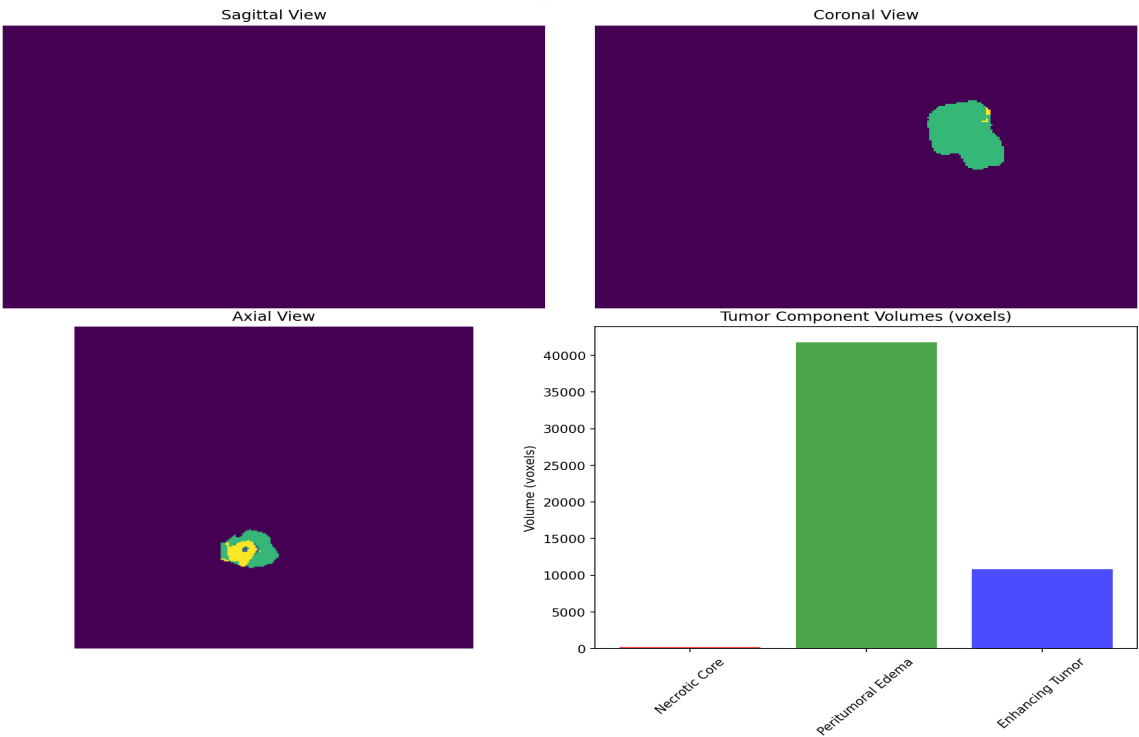 Sagittal View
Coronal View
Axial View
Tumor Component Volumes (voxels)
Volume (voxels)
40000
35000
30000
25000
20000
15000
10000
5000
0
Necrotic Core
Peritumoral Edema
Enhancing Tumor